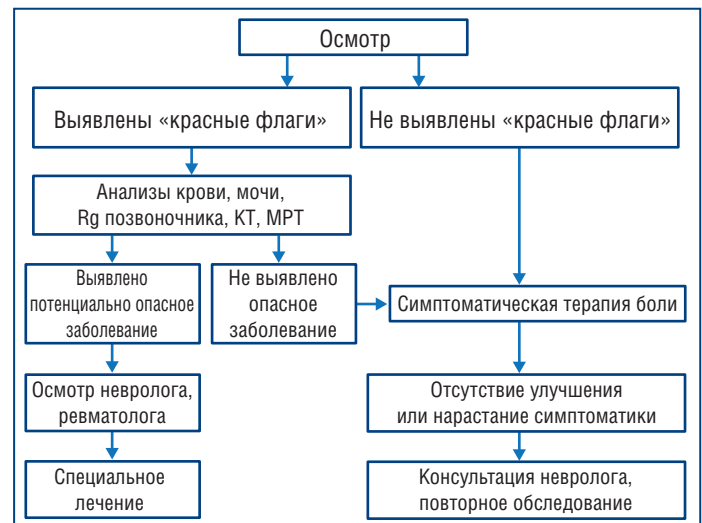 Осмотр
Выявлены «красные флаги»
Не выявлены «красные флаги»
Анализы крови, мочи,
Rg позвоночника, КТ, МРТ
Выявлено
потенциально опасное
заболевание
Не выявлено
опасное
заболевание
Симптоматическая терапия боли
Осмотр невролога,
ревматолога
Отсутствие улучшения
или нарастание симптоматики
Специальное
лечение
Консультация невролога,
повторное обследование